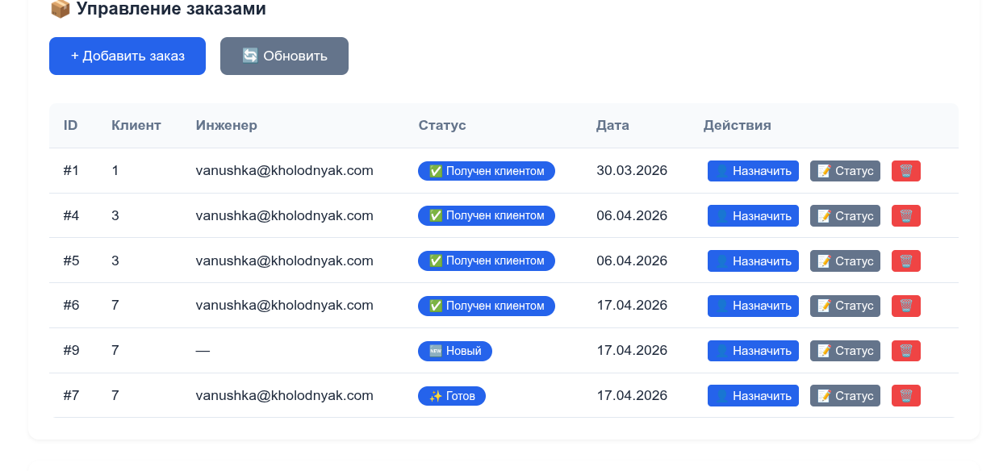 📦 Управление заказами
+ Добавить заказ 🔄 Обновить
ID Клиент Инженер Статус Дата Действия
#1 1 vanushka@kholodnyak.com ✅ Получен клиентом 30.03.2026 👤 Назначить 📝 Статус 🗑️
#4 3 vanushka@kholodnyak.com ✅ Получен клиентом 06.04.2026 👤 Назначить 📝 Статус 🗑️
#5 3 vanushka@kholodnyak.com ✅ Получен клиентом 06.04.2026 👤 Назначить 📝 Статус 🗑️
#6 7 vanushka@kholodnyak.com ✅ Получен клиентом 17.04.2026 👤 Назначить 📝 Статус 🗑️
#9 7 — 🆕 Новый 17.04.2026 👤 Назначить 📝 Статус 🗑️
#7 7 vanushka@kholodnyak.com ✨ Готов 17.04.2026 👤 Назначить 📝 Статус 🗑️